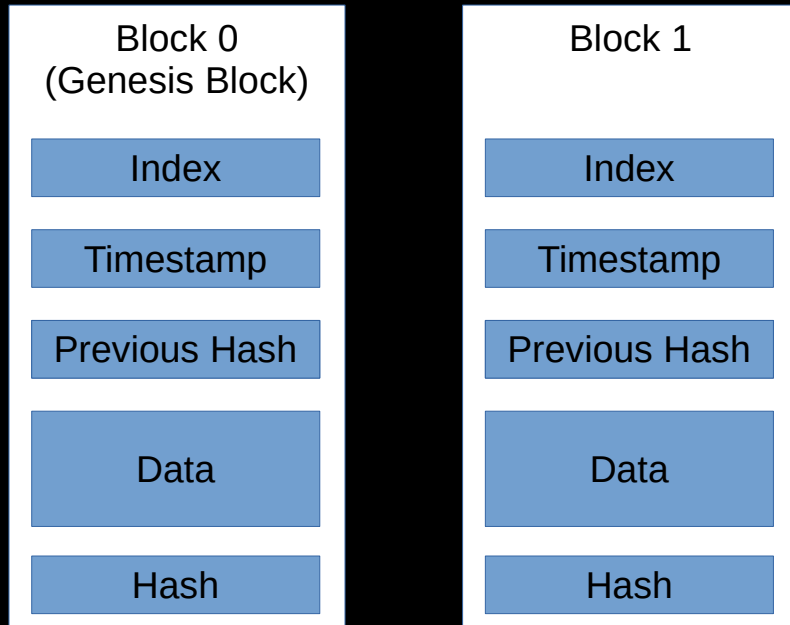 Block 0
(Genesis Block)
Index
Timestamp
Previous Hash
Data
Hash
Block 1
Index
Timestamp
Previous Hash
Data
Hash